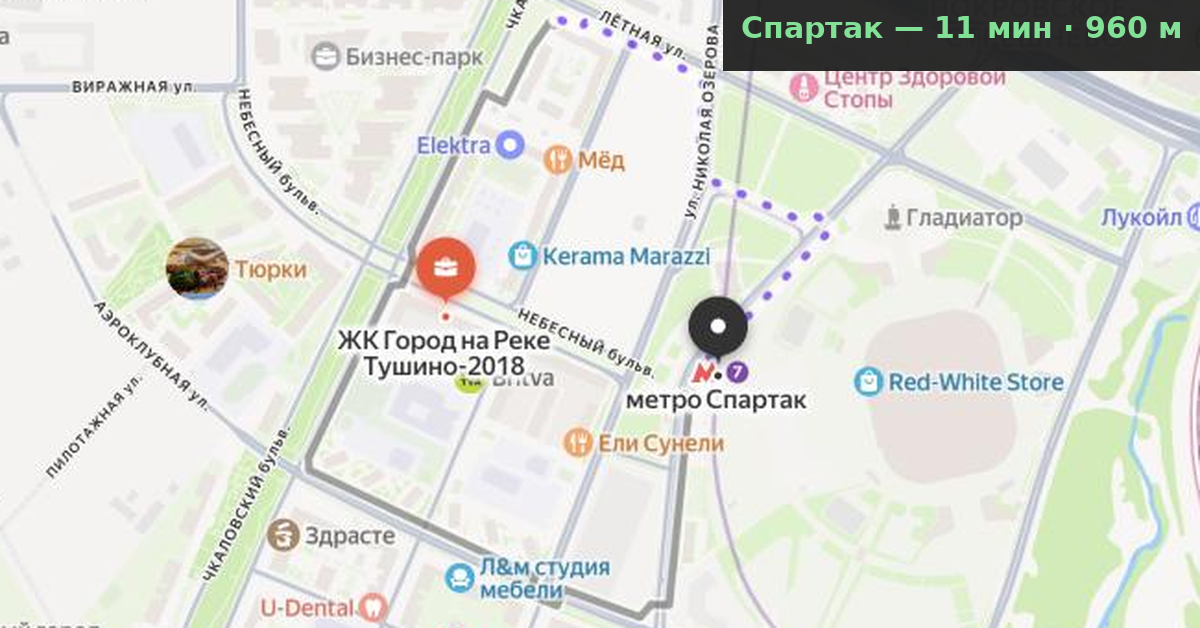 Спартак — 11 мин · 960 м
ЛЁТНАЯ ул.
Бизнес-парк
ВИРАЖНАЯ ул.
Центр Здоровой
Стопы
НЕБЕСНЫЙ бульв.
ул. НИКОЛАЯ ОЗЕРОВА
Elektra
Мёд
Гладиатор
Лукойл
Kerama Marazzi
Тюрки
АЭРОКЛУБНАЯ ул.
НЕБЕСНЫЙ бульв.
ЖК Город на Реке
Тушино-2018
Britva
7
метро Спартак
Red-White Store
ПИЛОТАЖНАЯ ул.
Ели Сунели
ЧКАЛОВСКИЙ бульв.
Здрасте
Л&м студия
мебели
U-Dental